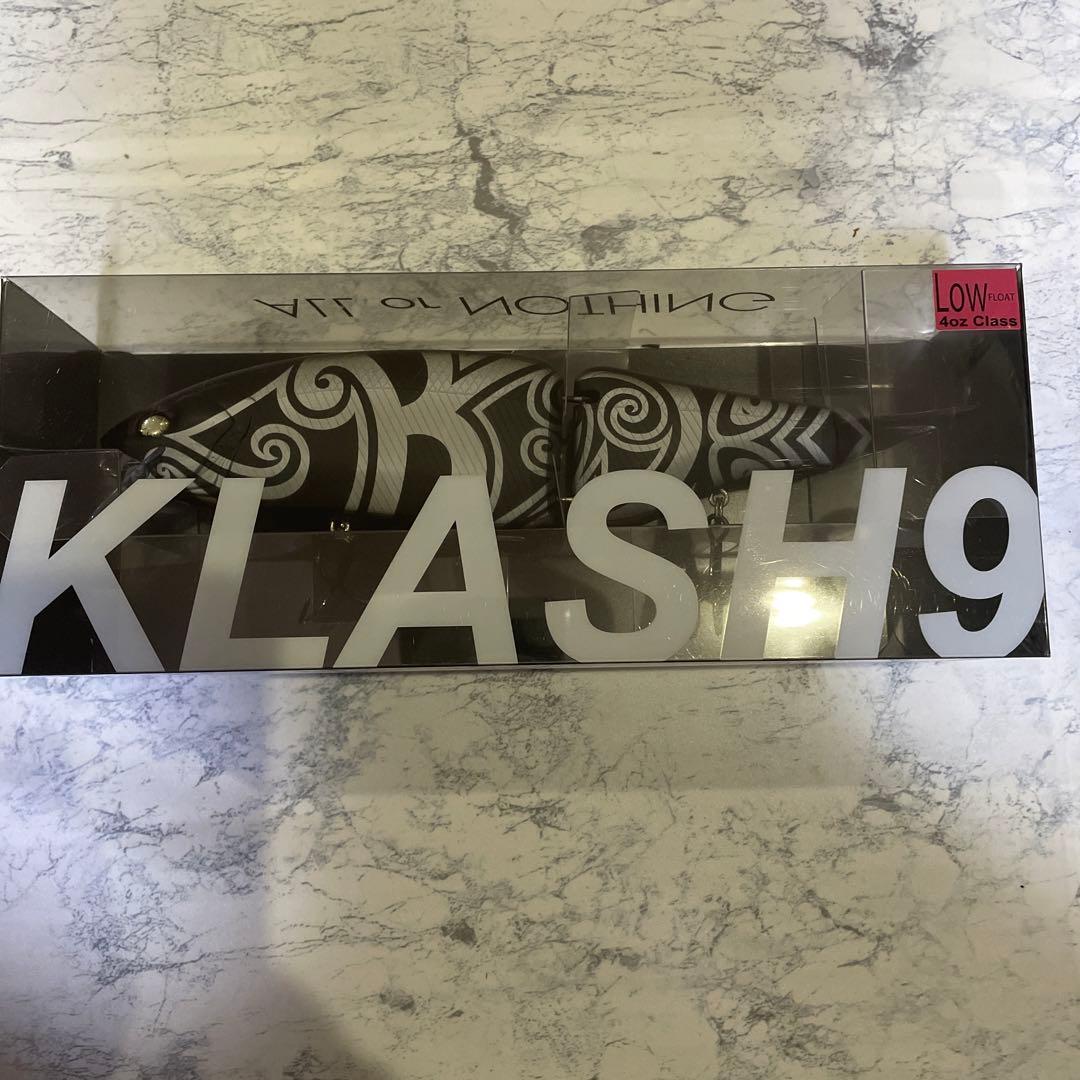 ALL or NOTHING
LOW FLOAT
4oz Class
K
KLASH9